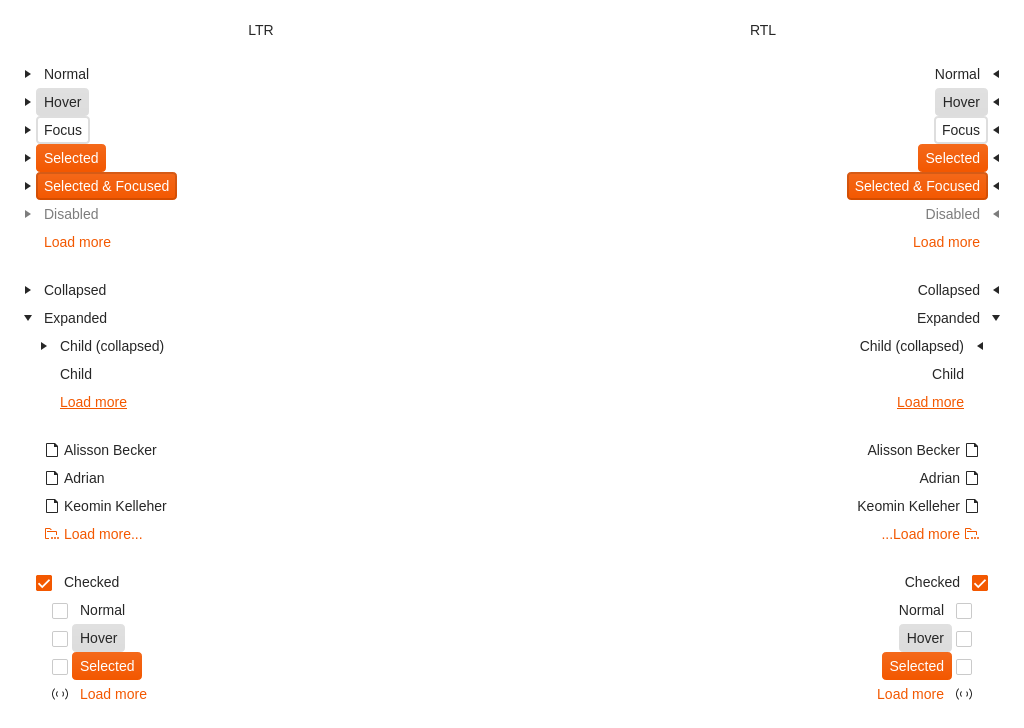 LTR
Normal
Hover
Focus
Selected
Selected & Focused
Disabled
Load more
Collapsed
Expanded
Child (collapsed)
Child
Load more
Alisson Becker
Adrian
Keomin Kelleher
Load more...
Checked
Normal
Hover
Selected
Load more
RTL
Normal
Hover
Focus
Selected
Selected & Focused
Disabled
Load more
Collapsed
Expanded
Child (collapsed)
Child
Load more
Alisson Becker
Adrian
Keomin Kelleher
...Load more
Checked
Normal
Hover
Selected
Load more